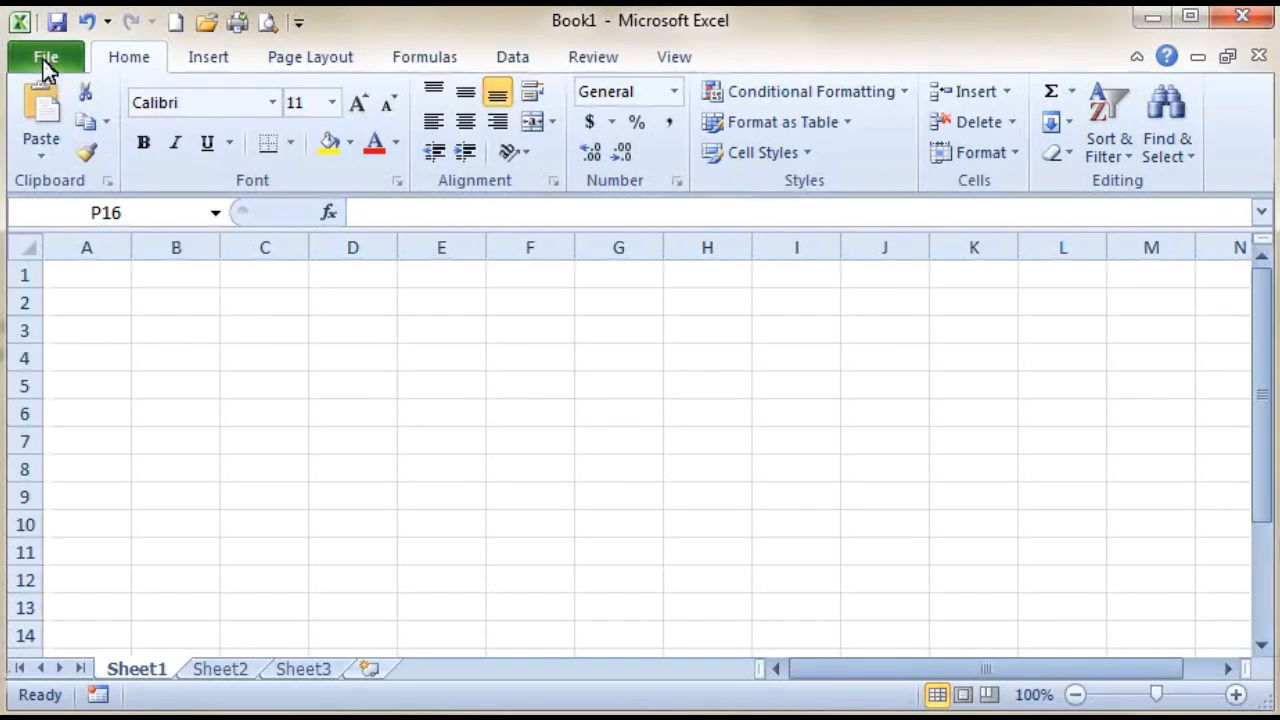 Book1 - Microsoft Excel
File Home Insert Page Layout Formulas Data Review View
Calibri 11 General Conditional Formatting Insert Σ
Paste $ % , Format as Table Delete Sort & Filter Find & Select
B I U A Cell Styles Format
Clipboard Font Alignment Number Styles Cells Editing
P16 fx
A B C D E F G H I J K L M N
1
2
3
4
5
6
7
8
9
10
11
12
13
14
Sheet1 Sheet2 Sheet3
Ready 100%